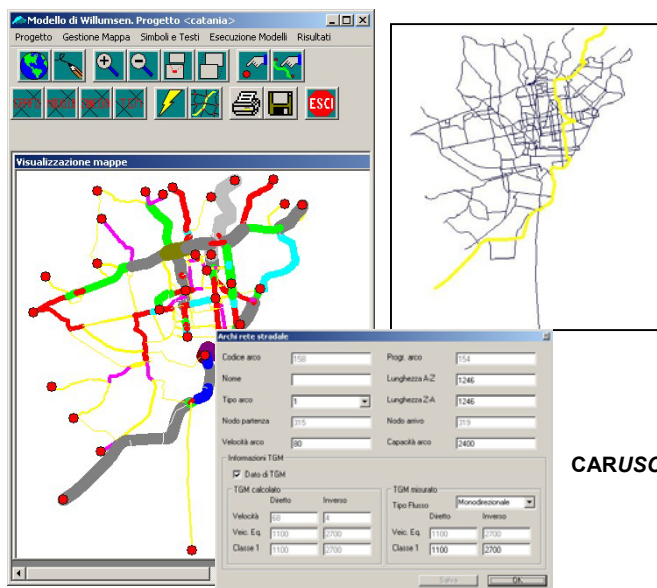 Modello di Willumsen. Progetto <catania>
Progetto Gestione Mappa Simboli e Testi Esecuzione Modelli Risultati
ESCI
Visualizzazione mappe
Archi rete stradale
Codice arco 158 Progr. arco 154
Nome Lunghezza A-Z 1246
Tipo arco 1 Lunghezza Z-A 1246
Nodo partenza 315 Nodo arrivo 319
Velocità arco 80 Capacità arco 2400
Informazioni TGM
Dato di TGM
TGM calcolato TGM misurato
Tipo Flusso Monodirezionale
Diretto Inverso Diretto Inverso
Velocità 68 4
Veic. Eq. 1100 2700 Veic. Eq. 1100 2700
Classe 1 1100 2700 Classe 1 1100 2700
Salva OK
CARUSO